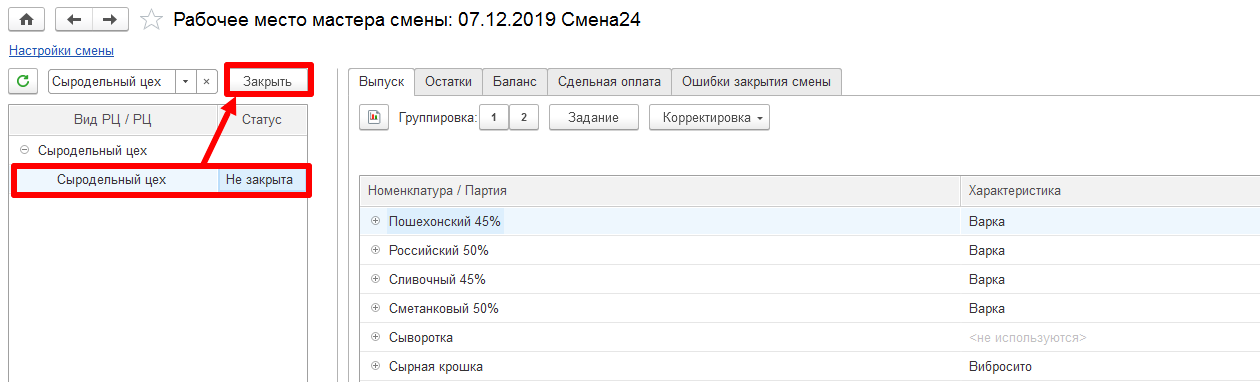 Рабочее место мастера смены: 07.12.2019 Смена24
Настройки смены
Сыродельный цех
Закрыть
Вид РЦ / РЦ Статус
Сыродельный цех
Сыродельный цех Не закрыта
Выпуск Остатки Баланс Сдельная оплата Ошибки закрытия смены
Группировка: 1 2 Задание Корректировка
Номенклатура / Партия Характеристика
Пошехонский 45% Варка
Российский 50% Варка
Сливочный 45% Варка
Сметанковый 50% Варка
Сыворотка <не используются>
Сырная крошка Вибросито